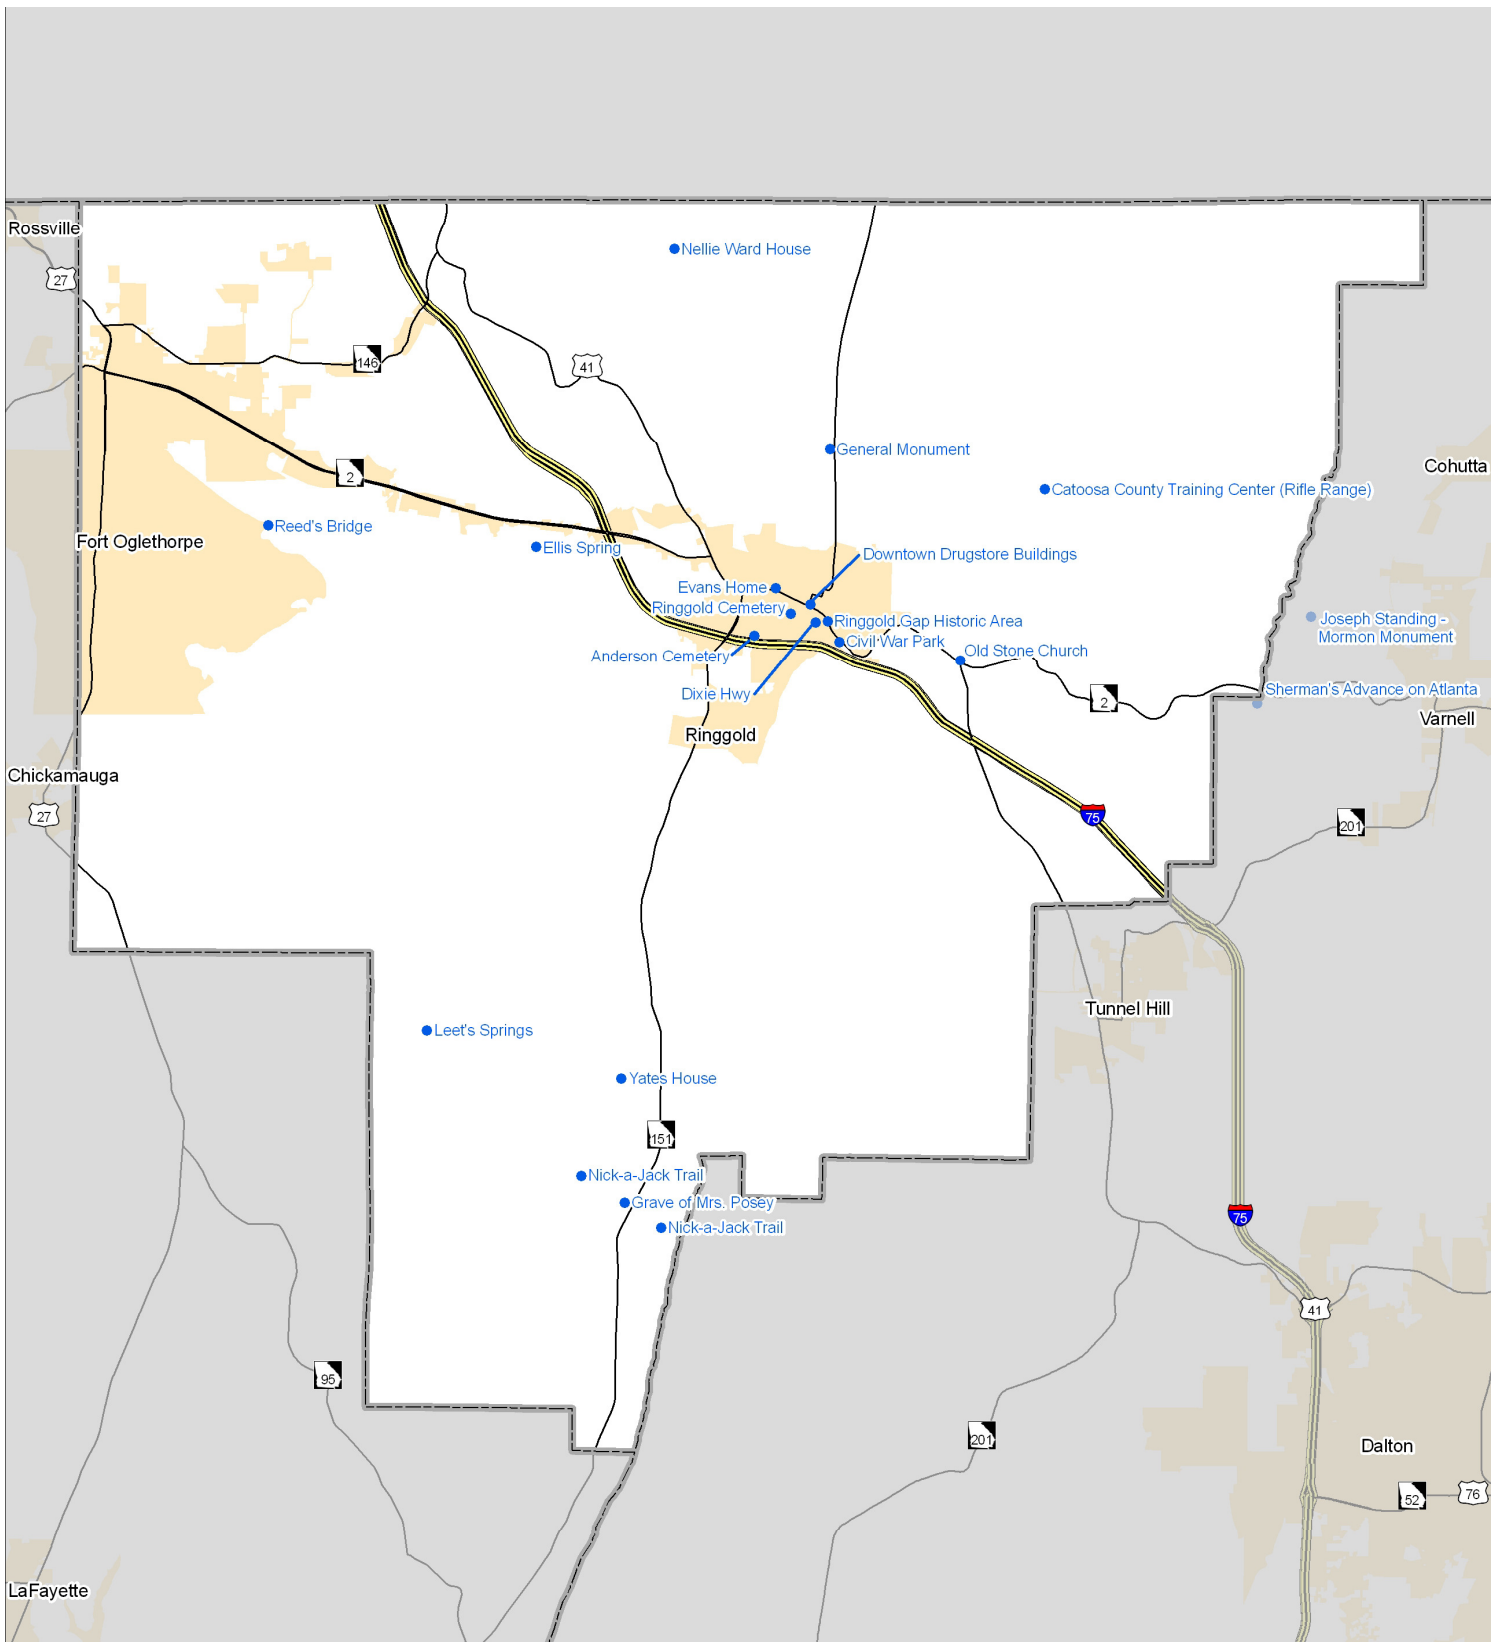 Rossville
27
Nellie Ward House
146
41
General Monument
Cohutta
2
Catoosa County Training Center (Rifle Range)
Reed's Bridge
Fort Oglethorpe
Ellis Spring
Downtown Drugstore Buildings
Evans Home
Ringgold Cemetery
Ringgold Gap Historic Area
Joseph Standing -
Mormon Monument
Civil War Park
Old Stone Church
Anderson Cemetery
Dixie Hwy
Sherman's Advance on Atlanta
2
Varnell
Ringgold
Chickamauga
27
75
201
Tunnel Hill
Leet's Springs
Yates House
151
Nick-a-Jack Trail
Grave of Mrs. Posey
Nick-a-Jack Trail
75
41
95
201
Dalton
52
76
LaFayette